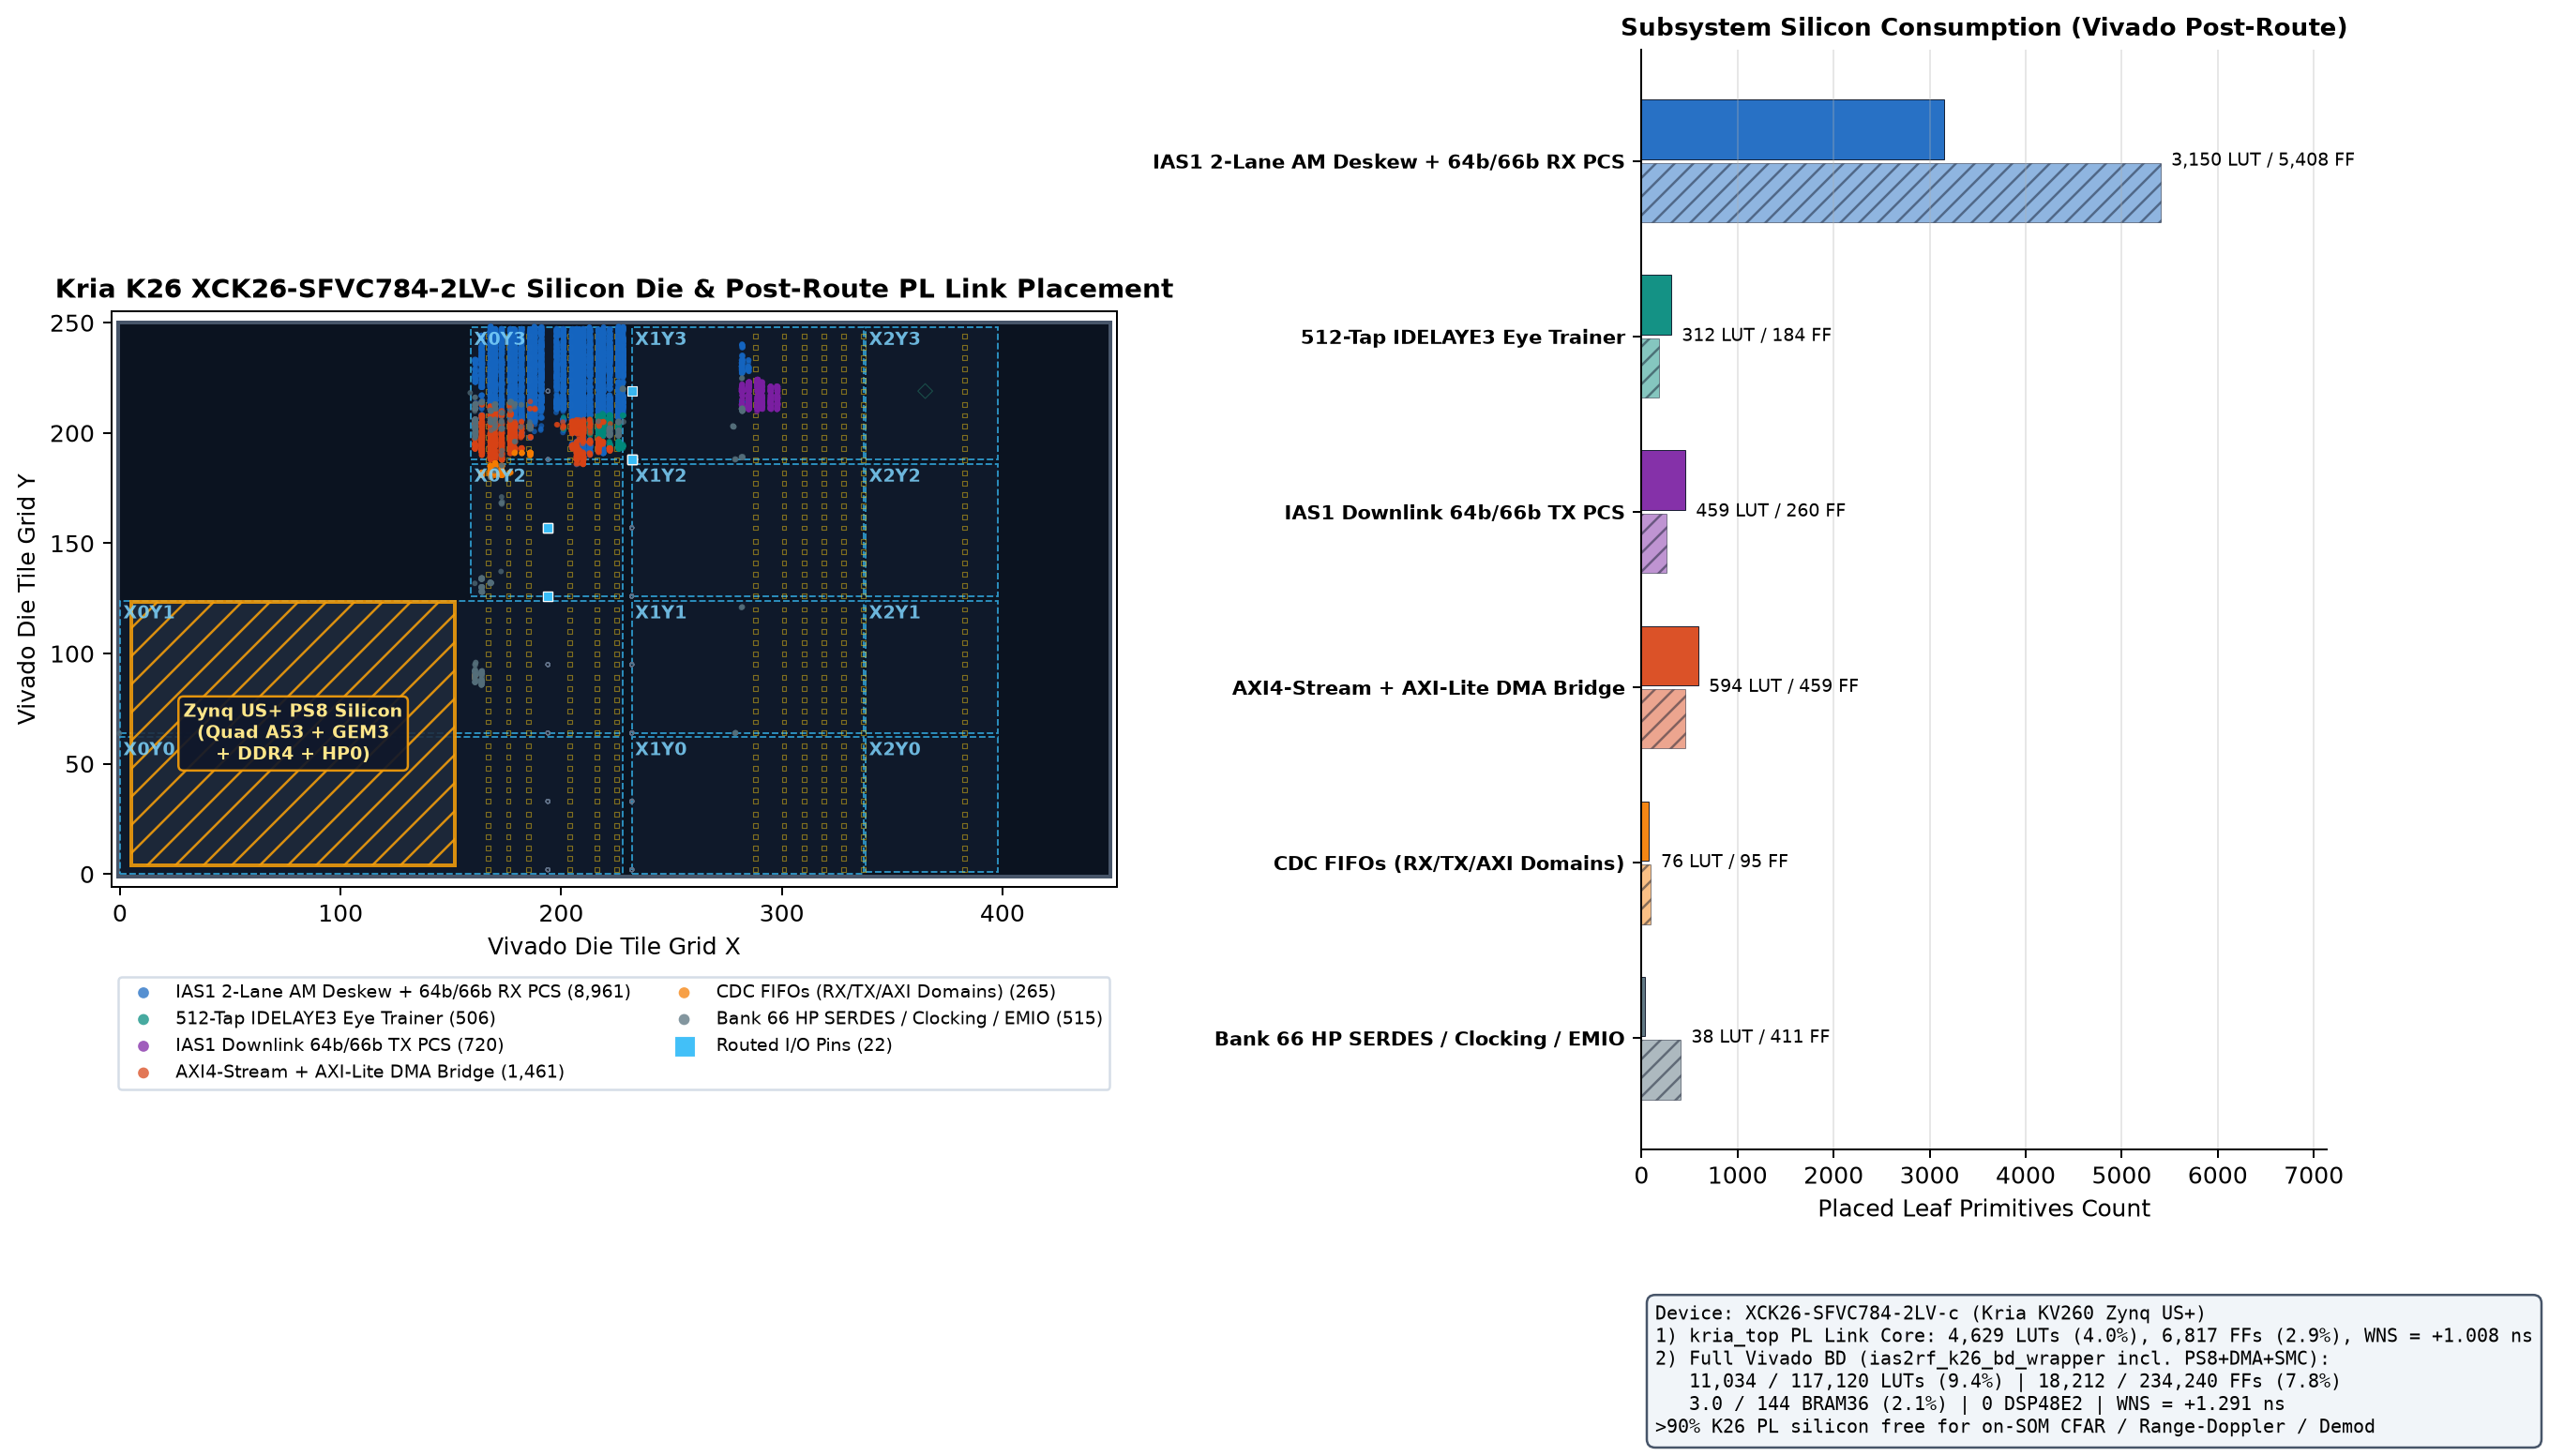 Kria K26 XCK26-SFVC784-2LV-c Silicon Die & Post-Route PL Link Placement
Vivado Die Tile Grid Y
250
200
150
100
50
0
X0Y3
X1Y3
X2Y3
X0Y2
X1Y2
X2Y2
X0Y1
X1Y1
X2Y1
X0Y0
X1Y0
X2Y0
Zynq US+ PS8 Silicon
(Quad A53 + GEM3
+ DDR4 + HP0)
0
100
200
300
400
Vivado Die Tile Grid X
IAS1 2-Lane AM Deskew + 64b/66b RX PCS (8,961)
512-Tap IDELAYE3 Eye Trainer (506)
IAS1 Downlink 64b/66b TX PCS (720)
AXI4-Stream + AXI-Lite DMA Bridge (1,461)
CDC FIFOs (RX/TX/AXI Domains) (265)
Bank 66 HP SERDES / Clocking / EMIO (515)
Routed I/O Pins (22)
Subsystem Silicon Consumption (Vivado Post-Route)
IAS1 2-Lane AM Deskew + 64b/66b RX PCS
3,150 LUT / 5,408 FF
512-Tap IDELAYE3 Eye Trainer
312 LUT / 184 FF
IAS1 Downlink 64b/66b TX PCS
459 LUT / 260 FF
AXI4-Stream + AXI-Lite DMA Bridge
594 LUT / 459 FF
CDC FIFOs (RX/TX/AXI Domains)
76 LUT / 95 FF
Bank 66 HP SERDES / Clocking / EMIO
38 LUT / 411 FF
0
1000
2000
3000
4000
5000
6000
7000
Placed Leaf Primitives Count
Device: XCK26-SFVC784-2LV-c (Kria KV260 Zynq US+)
1) kria_top PL Link Core: 4,629 LUTs (4.0%), 6,817 FFs (2.9%), WNS = +1.008 ns
2) Full Vivado BD (ias2rf_k26_bd_wrapper incl. PS8+DMA+SMC):
11,034 / 117,120 LUTs (9.4%) | 18,212 / 234,240 FFs (7.8%)
3.0 / 144 BRAM36 (2.1%) | 0 DSP48E2 | WNS = +1.291 ns
>90% K26 PL silicon free for on-SOM CFAR / Range-Doppler / Demod